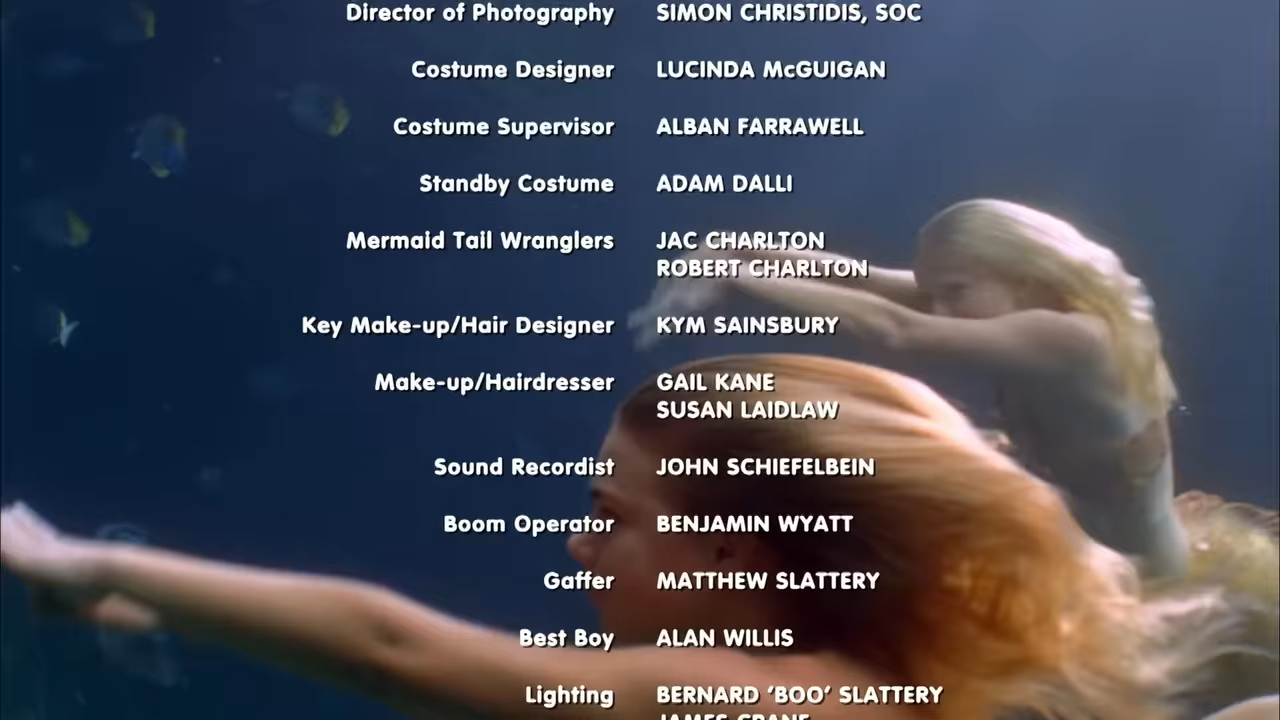 Director of Photography SIMON CHRISTIDIS, SOC
Costume Designer LUCINDA McGUIGAN
Costume Supervisor ALBAN FARRAWELL
Standby Costume ADAM DALLI
Mermaid Tail Wranglers JAC CHARLTON
ROBERT CHARLTON
Key Make-up/Hair Designer KYM SAINSBURY
Make-up/Hairdresser GAIL KANE
SUSAN LAIDLAW
Sound Recordist JOHN SCHIEFELBEIN
Boom Operator BENJAMIN WYATT
Gaffer MATTHEW SLATTERY
Best Boy ALAN WILLIS
Lighting BERNARD ‘BOO’ SLATTERY
JAMES CRANE